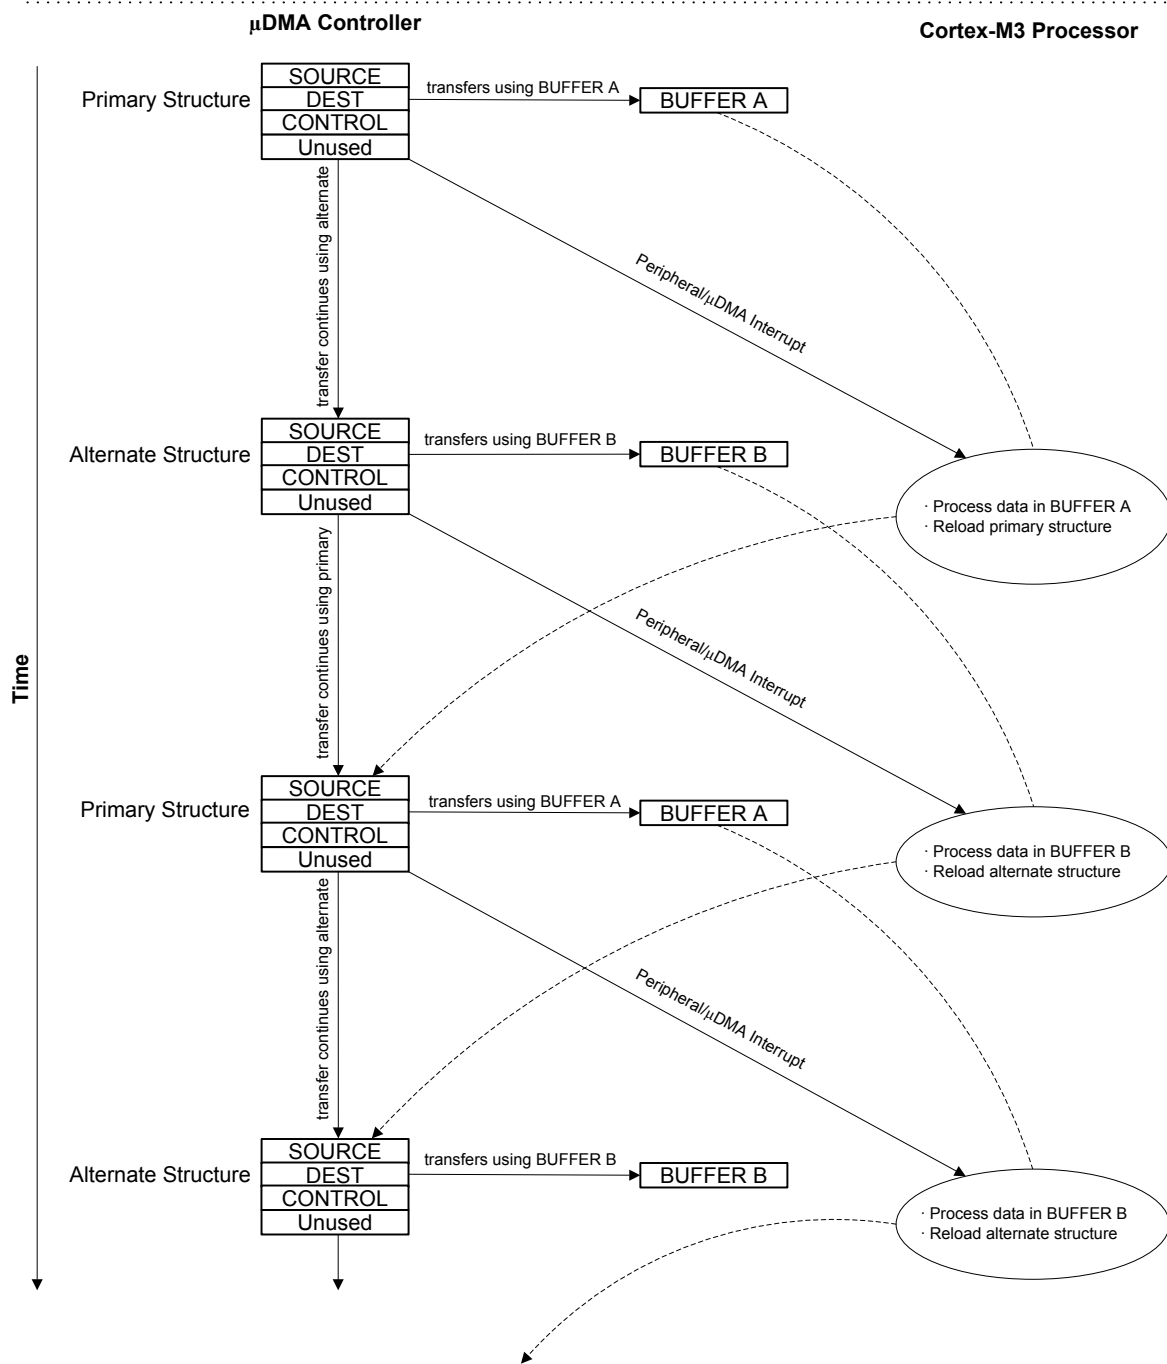 µDMA Controller
Cortex-M3 Processor
SOURCE
Primary Structure
DEST
transfers using BUFFER A
BUFFER A
CONTROL
Unused
transfer continues using alternate
Peripheral/µDMA Interrupt
SOURCE
Alternate Structure
DEST
transfers using BUFFER B
BUFFER B
CONTROL
Unused
· Process data in BUFFER A
· Reload primary structure
transfer continues using primary
Peripheral/µDMA Interrupt
Time
SOURCE
Primary Structure
DEST
transfers using BUFFER A
BUFFER A
CONTROL
Unused
· Process data in BUFFER B
· Reload alternate structure
transfer continues using alternate
Peripheral/µDMA Interrupt
SOURCE
Alternate Structure
DEST
transfers using BUFFER B
BUFFER B
CONTROL
Unused
· Process data in BUFFER B
· Reload alternate structure